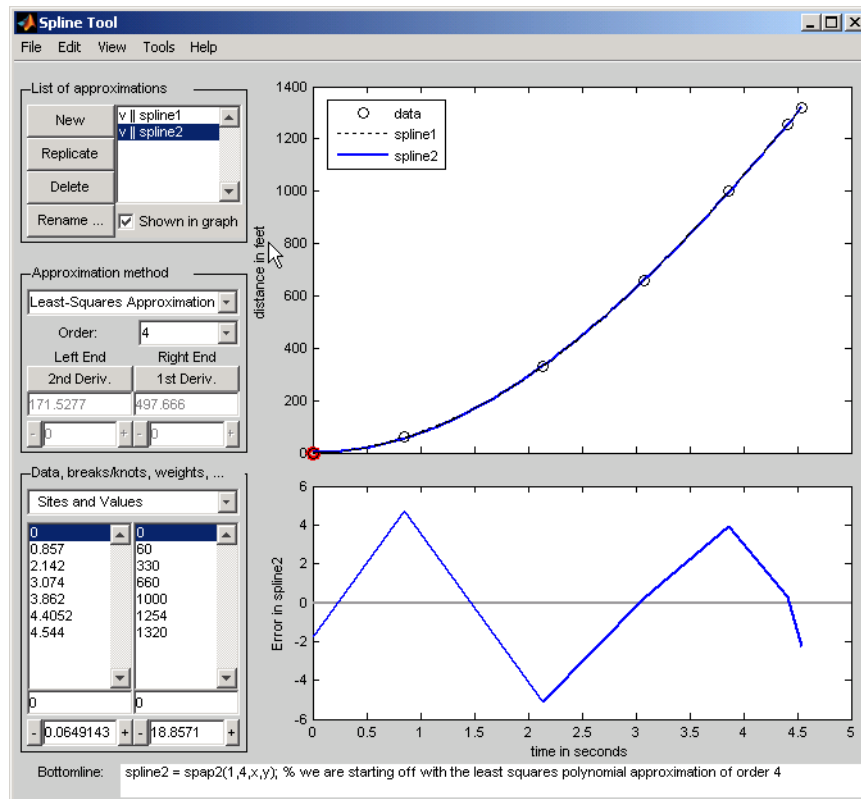 Spline Tool
File Edit View Tools Help
List of approximations
New
Replicate
Delete
Rename ...
v || spline1
v || spline2
Shown in graph
Approximation method
Least-Squares Approximation
Order: 4
Left End Right End
2nd Deriv. 1st Deriv.
171.5277 497.666
- 0 + - 0 +
Data, breaks/knots, weights, ...
Sites and Values
0 0
0.857 60
2.142 330
3.074 660
3.862 1000
4.4052 1254
4.544 1320
0 0
- 0.0649143 + - 18.8571 +
distance in feet
1400
1200
1000
800
600
400
200
0
data
spline1
spline2
Error in spline2
6
4
2
0
-2
-4
-6
0 0.5 1 1.5 2 2.5 3 3.5 4 4.5 5
time in seconds
Bottomline: spline2 = spap2(1,4,x,y); % we are starting off with the least squares polynomial approximation of order 4